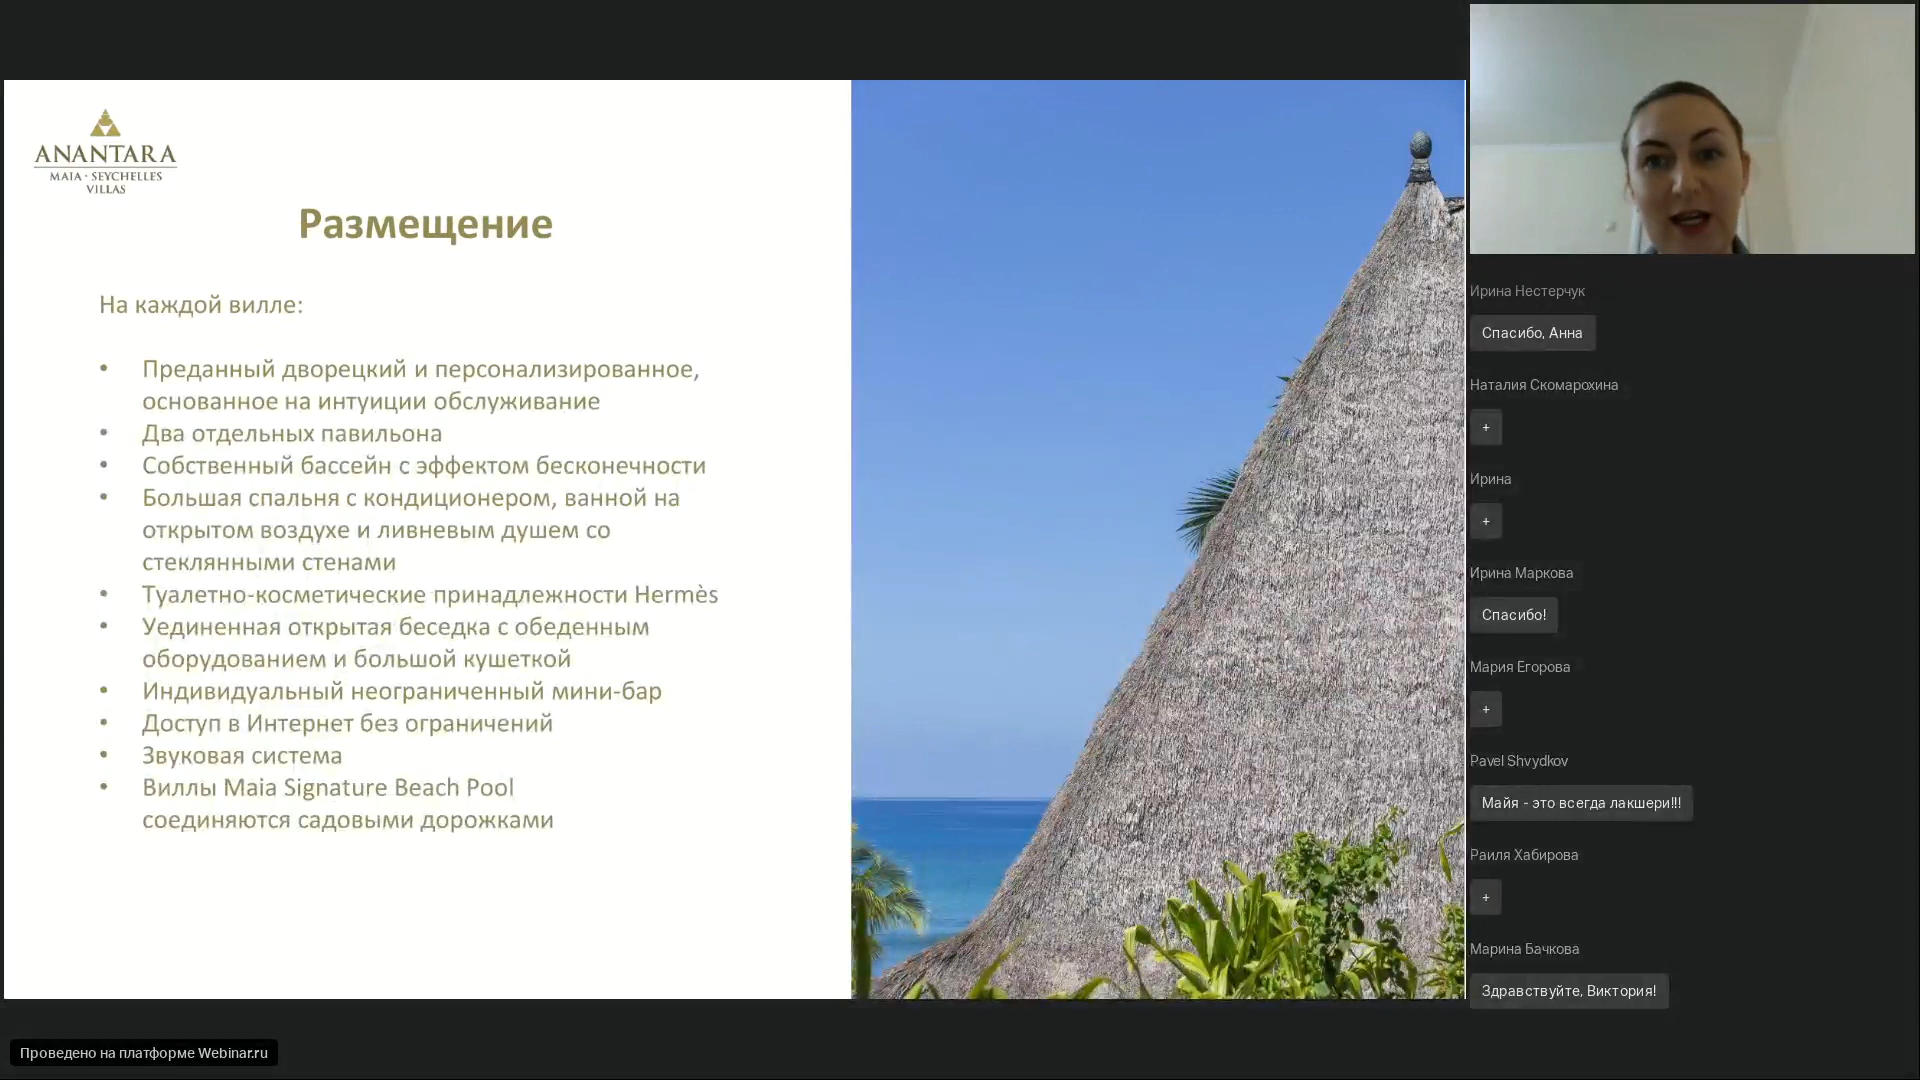 ANANTARA
MAIA · SEYCHELLES
VILLAS
Размещение
На каждой вилле:
• Преданный дворецкий и персонализированное,
основанное на интуиции обслуживание
• Два отдельных павильона
• Собственный бассейн с эффектом бесконечности
• Большая спальня с кондиционером, ванной на
открытом воздухе и ливневым душем со
стеклянными стенами
• Туалетно-косметические принадлежности Hermès
• Уединенная открытая беседка с обеденным
оборудованием и большой кушеткой
• Индивидуальный неограниченный мини-бар
• Доступ в Интернет без ограничений
• Звуковая система
• Виллы Maia Signature Beach Pool
соединяются садовыми дорожками
Ирина Нестерчук
Спасибо, Анна
Наталия Скомарохина
+
Ирина
+
Ирина Маркова
Спасибо!
Мария Егорова
+
Pavel Shvydkov
Майя - это всегда лакшери!!!
Раиля Хабирова
+
Марина Бачкова
Здравствуйте, Виктория!
Проведено на платформе Webinar.ru